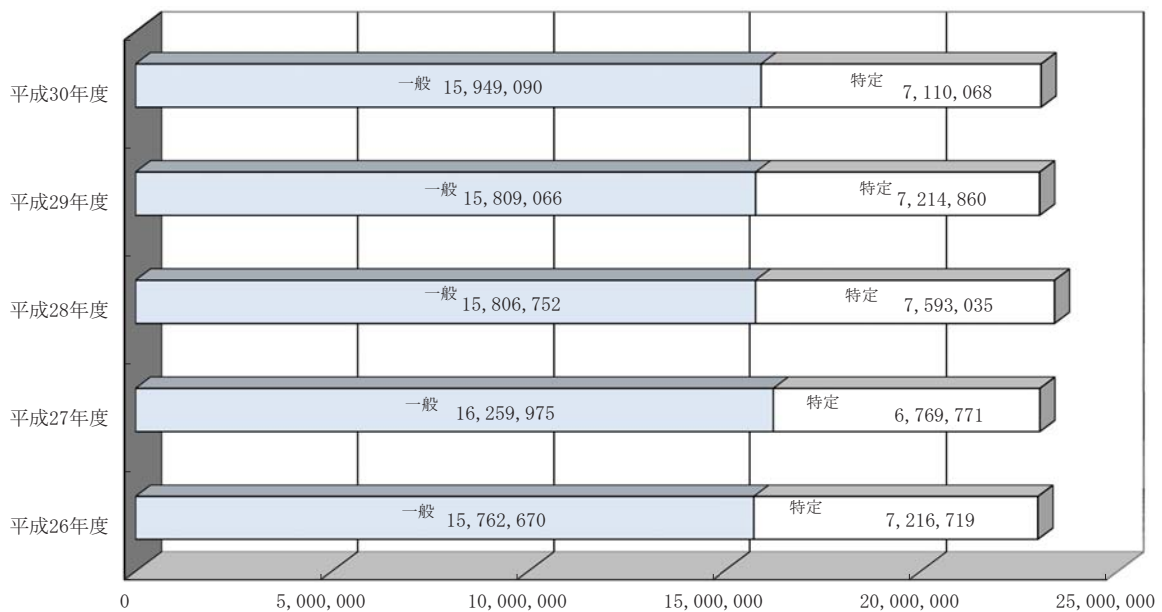 平成30年度 一般 15,949,090 特定 7,110,068
平成29年度 一般 15,809,066 特定 7,214,860
平成28年度 一般 15,806,752 特定 7,593,035
平成27年度 一般 16,259,975 特定 6,769,771
平成26年度 一般 15,762,670 特定 7,216,719
0 5,000,000 10,000,000 15,000,000 20,000,000 25,000,000